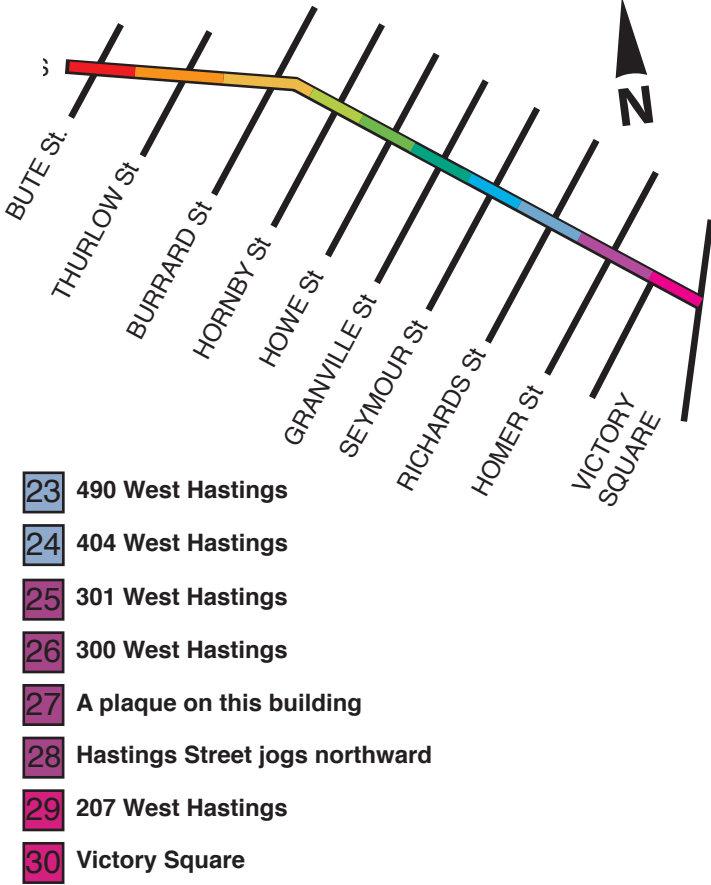 S
N
BUTE St.
THURLOW St
BURRARD St
HORNBY St
HOWE St
GRANVILLE St
SEYMOUR St
RICHARDS St
HOMER St
VICTORY
SQUARE
23 490 West Hastings
24 404 West Hastings
25 301 West Hastings
26 300 West Hastings
27 A plaque on this building
28 Hastings Street jogs northward
29 207 West Hastings
30 Victory Square